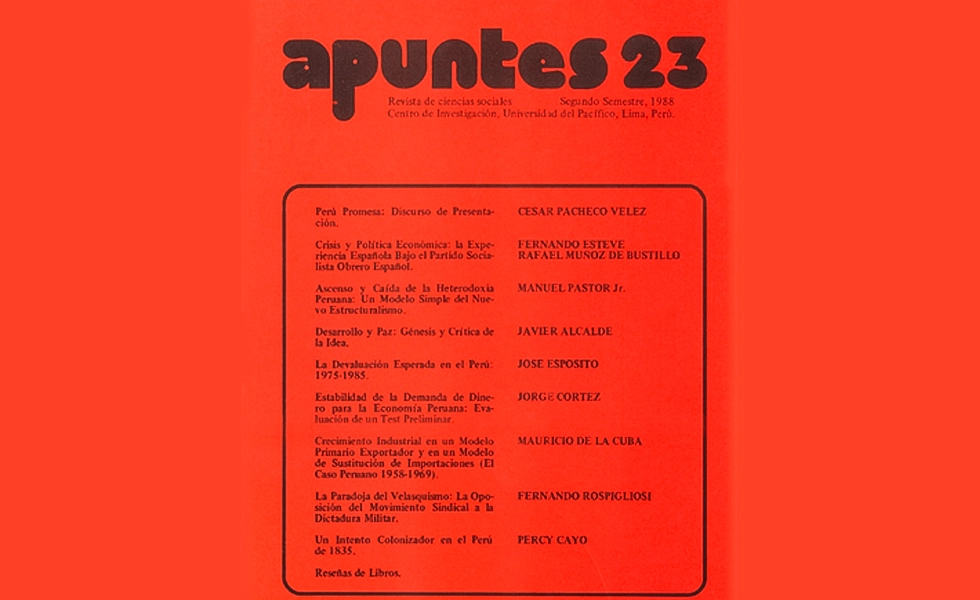 apuntes 23
Revista de ciencias sociales Segundo Semestre, 1988
Centro de Investigación, Universidad del Pacífico, Lima, Perú.
Perú Promesa: Discurso de Presenta- CESAR PACHECO VELEZ
ción.
Crisis y Política Económica: la Expe- FERNANDO ESTEVE
riencia Española Bajo el Partido Socia- RAFAEL MUÑOZ DE BUSTILLO
lista Obrero Español.
Ascenso y Caída de la Heterodoxia MANUEL PASTOR Jr.
Peruana: Un Modelo Simple del Nue-
vo Estructuralismo.
Desarrollo y Paz: Génesis y Crítica de JAVIER ALCALDE
la Idea.
La Devaluación Esperada en el Perú: JOSE ESPOSITO
1975-1985.
Estabilidad de la Demanda de Dine- JORGE CORTEZ
ro para la Economía Peruana: Eva-
luación de un Test Preliminar.
Crecimiento Industrial en un Modelo MAURICIO DE LA CUBA
Primario Exportador y en un Modelo
de Sustitución de Importaciones (El
Caso Peruano 1958-1969).
La Paradoja del Velasquismo: La Opo- FERNANDO ROSPIGLIOSI
sición del Movimiento Sindical a la
Dictadura Militar.
Un Intento Colonizador en el Perú PERCY CAYO
de 1835.
Reseñas de Libros.